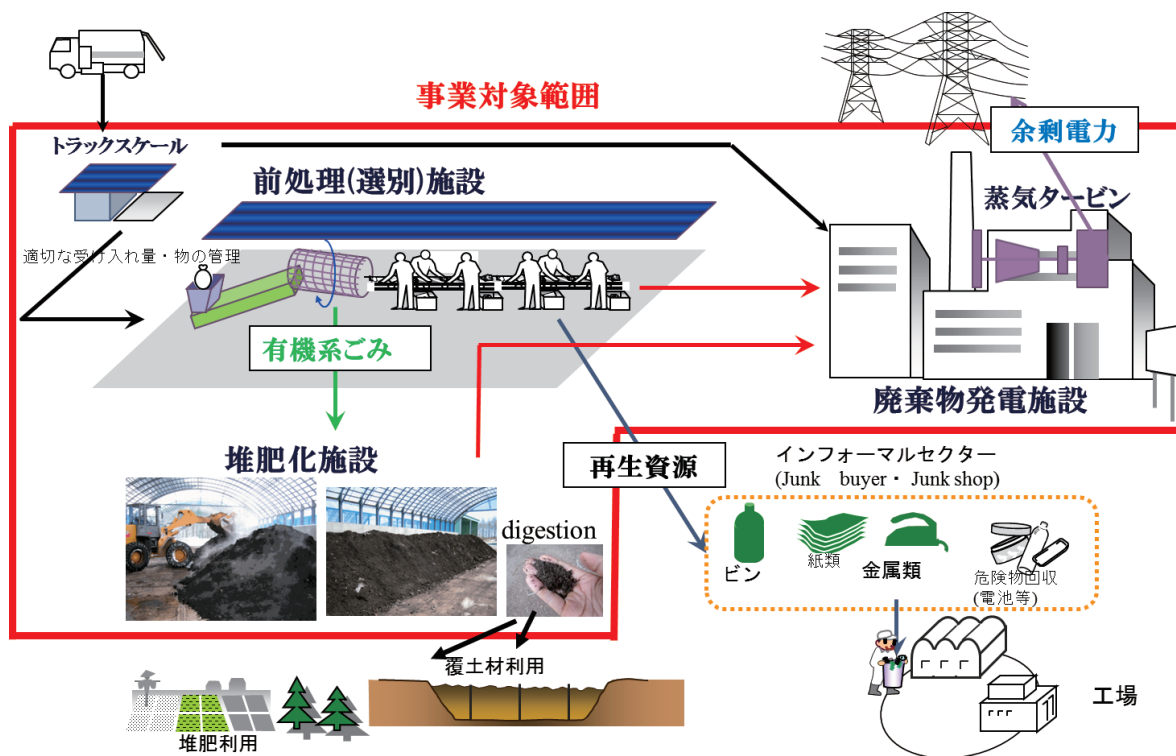 事業対象範囲
余剰電力
トラックスケール
前処理(選別)施設
蒸気タービン
適切な受け入れ量・物の管理
有機系ごみ
廃棄物発電施設
堆肥化施設
再生資源
インフォーマルセクター
(Junk buyer・Junk shop)
digestion
ビン
紙類
金属類
危険物回収
(電池等)
覆土材利用
工場
堆肥利用